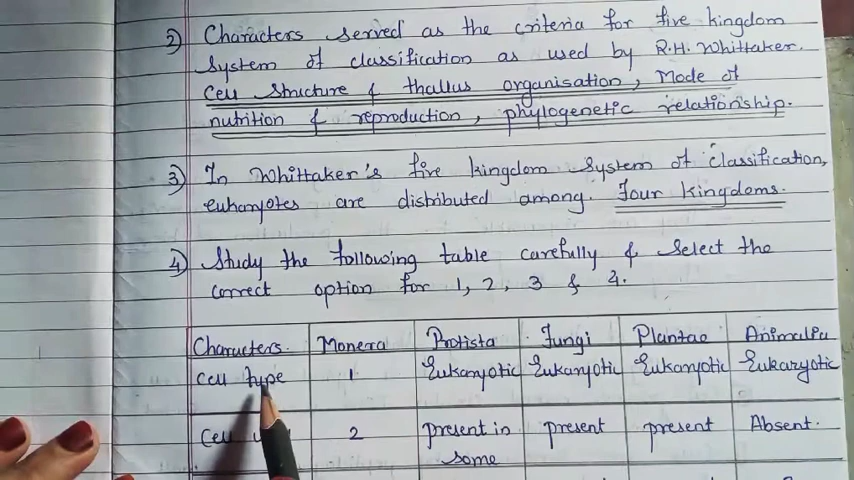 2) Characters served as the criteria for five kingdom
system of classification as used by R.H. Whittaker.
Cell structure & thallus organisation, Mode of
nutrition & reproduction, phylogenetic relationship.
3) In Whittaker's five kingdom system of classification,
eukaryotes are distributed among. Four kingdoms.
4) Study the following table carefully & select the
correct option for 1, 2, 3 & 4.
Characters. Monera Protista Fungi Plantae Animalia
Cell type 1 Eukaryotic Eukaryotic Eukaryotic Eukaryotic
Cell 2 present in present present Absent.
some